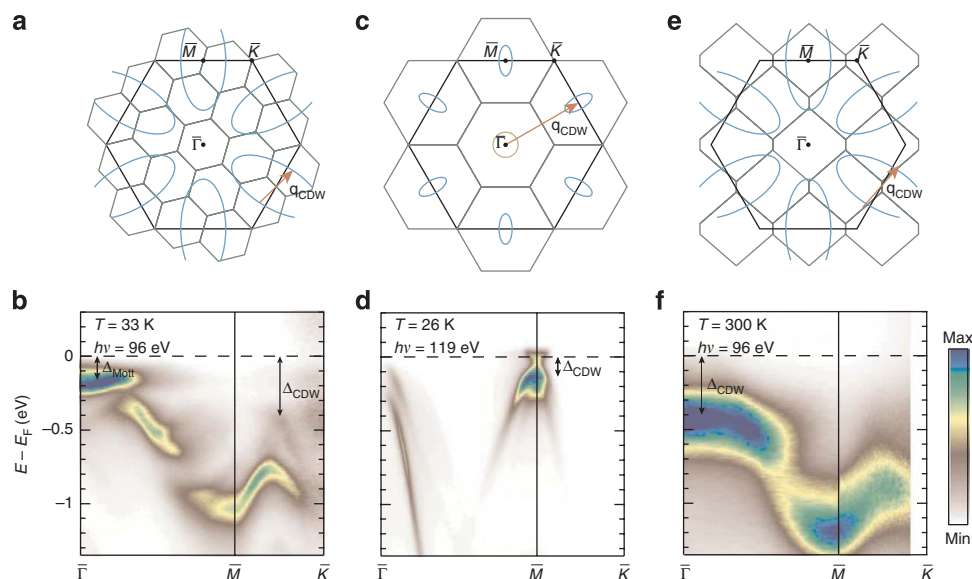 a
M̅
K̅
Γ̅
q_CDW
c
M̅
K̅
Γ̅
q_CDW
e
M̅
K̅
Γ̅
q_CDW
b
T = 33 K
hν = 96 eV
Δ_Mott
Δ_CDW
0
−0.5
−1
E − E_F (eV)
Γ̅
M̅
K̅
d
T = 26 K
hν = 119 eV
Δ_CDW
Γ̅
M̅
K̅
f
T = 300 K
hν = 96 eV
Δ_CDW
Γ̅
M̅
K̅
Max
Min